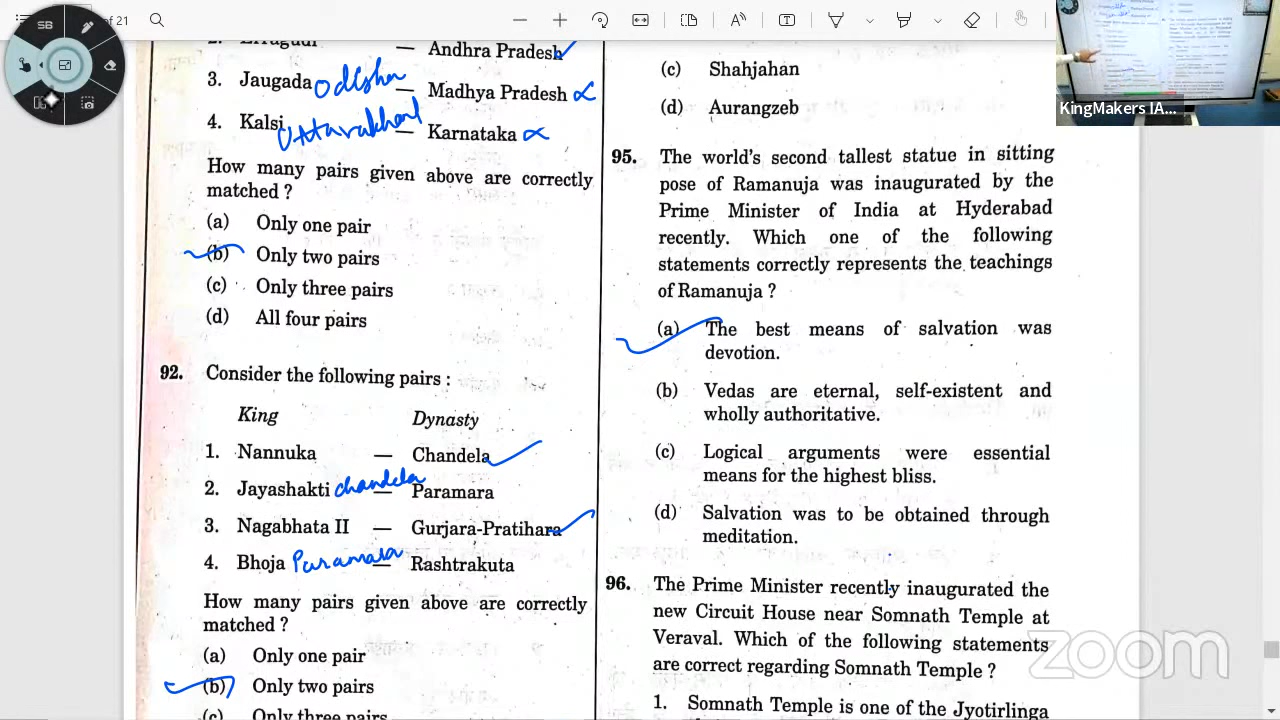 of 21
SB
Andhra Pradesh
3. Jaugada Odisha — Madhya Pradesh
4. Kalsi Uttarakhand — Karnataka
How many pairs given above are correctly
matched ?
(a) Only one pair
(b) Only two pairs
(c) Only three pairs
(d) All four pairs
92. Consider the following pairs :
King Dynasty
1. Nannuka — Chandela
2. Jayashakti chandela — Paramara
3. Nagabhata II — Gurjara-Pratihara
4. Bhoja Paramara — Rashtrakuta
How many pairs given above are correctly
matched ?
(a) Only one pair
(b) Only two pairs
(c) Only three pairs
(c) Shah Jahan
(d) Aurangzeb
95. The world's second tallest statue in sitting
pose of Ramanuja was inaugurated by the
Prime Minister of India at Hyderabad
recently. Which one of the following
statements correctly represents the teachings
of Ramanuja ?
(a) The best means of salvation was
devotion.
(b) Vedas are eternal, self-existent and
wholly authoritative.
(c) Logical arguments were essential
means for the highest bliss.
(d) Salvation was to be obtained through
meditation.
96. The Prime Minister recently inaugurated the
new Circuit House near Somnath Temple at
Veraval. Which of the following statements
are correct regarding Somnath Temple ?
1. Somnath Temple is one of the Jyotirlinga
KingMakers IA...
zoom